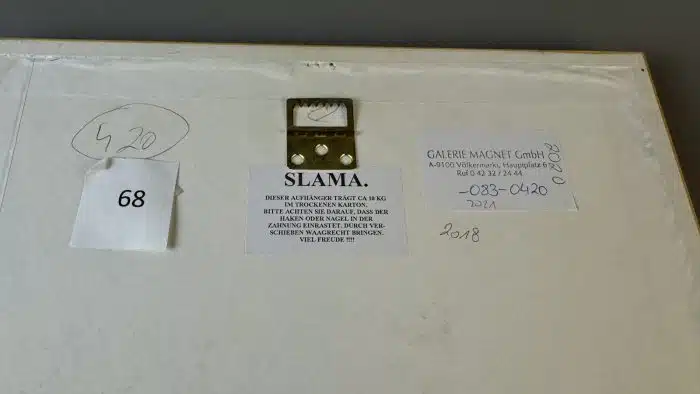 420
68
SLAMA.
DIESER AUFHÄNGER TRÄGT CA 10 KG
IM TROCKENEN KARTON.
BITTE ACHTEN SIE DARAUF, DASS DER
HAKEN ODER NAGEL IN DER
ZAHNUNG EINRASTET. DURCH VER-
SCHIEBEN WAAGRECHT BRINGEN.
VIEL FREUDE !!!!
GALERIE MAGNET GmbH
A-9100 Völkermarkt, Hauptplatz 6
Ruf 0 42 32 / 24 44
-083-0420
2021
2018